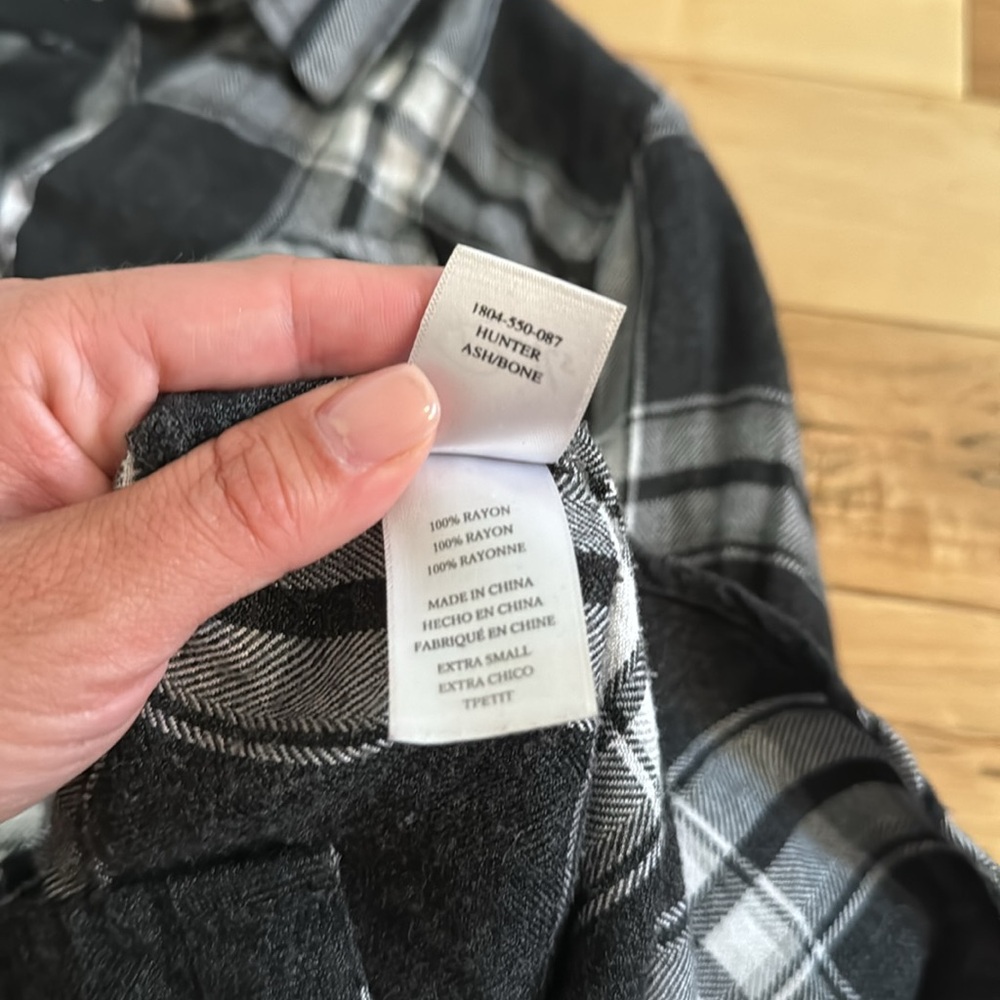 1804-550-087
HUNTER
ASH/BONE
100% RAYON
100% RAYON
100% RAYONNE
MADE IN CHINA
HECHO EN CHINA
FABRIQUÉ EN CHINE
EXTRA SMALL
EXTRA CHICO
TPETIT